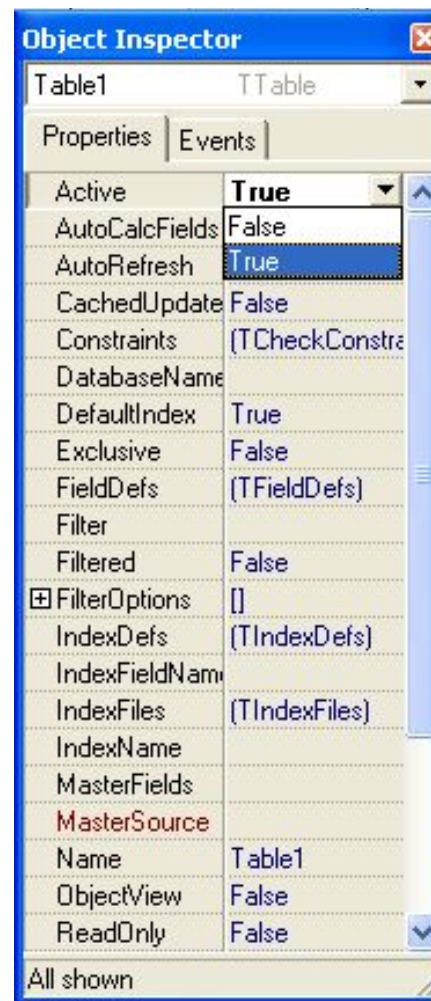 Object Inspector
Table1 TTable
Properties Events
Active True
AutoCalcFields False
AutoRefresh True
CachedUpdate False
Constraints (TCheckConstra
DatabaseName
DefaultIndex True
Exclusive False
FieldDefs (TFieldDefs)
Filter
Filtered False
FilterOptions []
IndexDefs (TIndexDefs)
IndexFieldNam
IndexFiles (TIndexFiles)
IndexName
MasterFields
MasterSource
Name Table1
ObjectView False
ReadOnly False
All shown